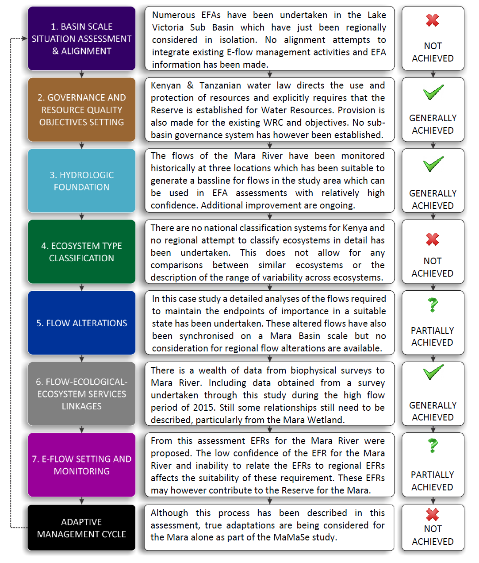 1. BASIN SCALE
SITUATION ASSESSMENT
& ALIGNMENT
Numerous EFAs have been undertaken in the Lake
Victoria Sub Basin which have just been regionally
considered in isolation. No alignment attempts to
integrate existing E-flow management activities and EFA
information has been made.
NOT
ACHIEVED
2. GOVERNANCE AND
RESOURCE QUALITY
OBJECTIVES SETTING
Kenyan & Tanzanian water law directs the use and
protection of resources and explicitly requires that the
Reserve is established for Water Resources. Provision is
also made for the existing WRC and objectives. No sub-
basin governance system has however been established.
GENERALLY
ACHIEVED
3. HYDROLOGIC
FOUNDATION
The flows of the Mara River have been monitored
historically at three locations which has been suitable to
generate a bassline for flows in the study area which can
be used in EFA assessments with relatively high
confidence. Additional improvement are ongoing.
GENERALLY
ACHIEVED
4. ECOSYSTEM TYPE
CLASSIFICATION
There are no national classification systems for Kenya and
no regional attempt to classify ecosystems in detail has
been undertaken. This does not allow for any
comparisons between similar ecosystems or the
description of the range of variability across ecosystems.
NOT
ACHIEVED
5. FLOW ALTERATIONS
In this case study a detailed analyses of the flows required
to maintain the endpoints of importance in a suitable
state has been undertaken. These altered flows have also
been synchronised on a Mara Basin scale but no
consideration for regional flow alterations are available.
?
PARTIALLY
ACHIEVED
6. FLOW-ECOLOGICAL-
ECOSYSTEM SERVICES
LINKAGES
There is a wealth of data from biophysical surveys to
Mara River. Including data obtained from a survey
undertaken through this study during the high flow
period of 2015. Still some relationships still need to be
described, particularly from the Mara Wetland.
GENERALLY
ACHIEVED
7. E-FLOW SETTING AND
MONITORING
From this assessment EFRs for the Mara River were
proposed. The low confidence of the EFR for the Mara
River and inability to relate the EFRs to regional EFRs
affects the suitability of these requirement. These EFRs
may however contribute to the Reserve for the Mara.
?
PARTIALLY
ACHIEVED
ADAPTIVE
MANAGEMENT CYCLE
Although this process has been described in this
assessment, true adaptations are being considered for
the Mara alone as part of the MaMaSe study.
NOT
ACHIEVED